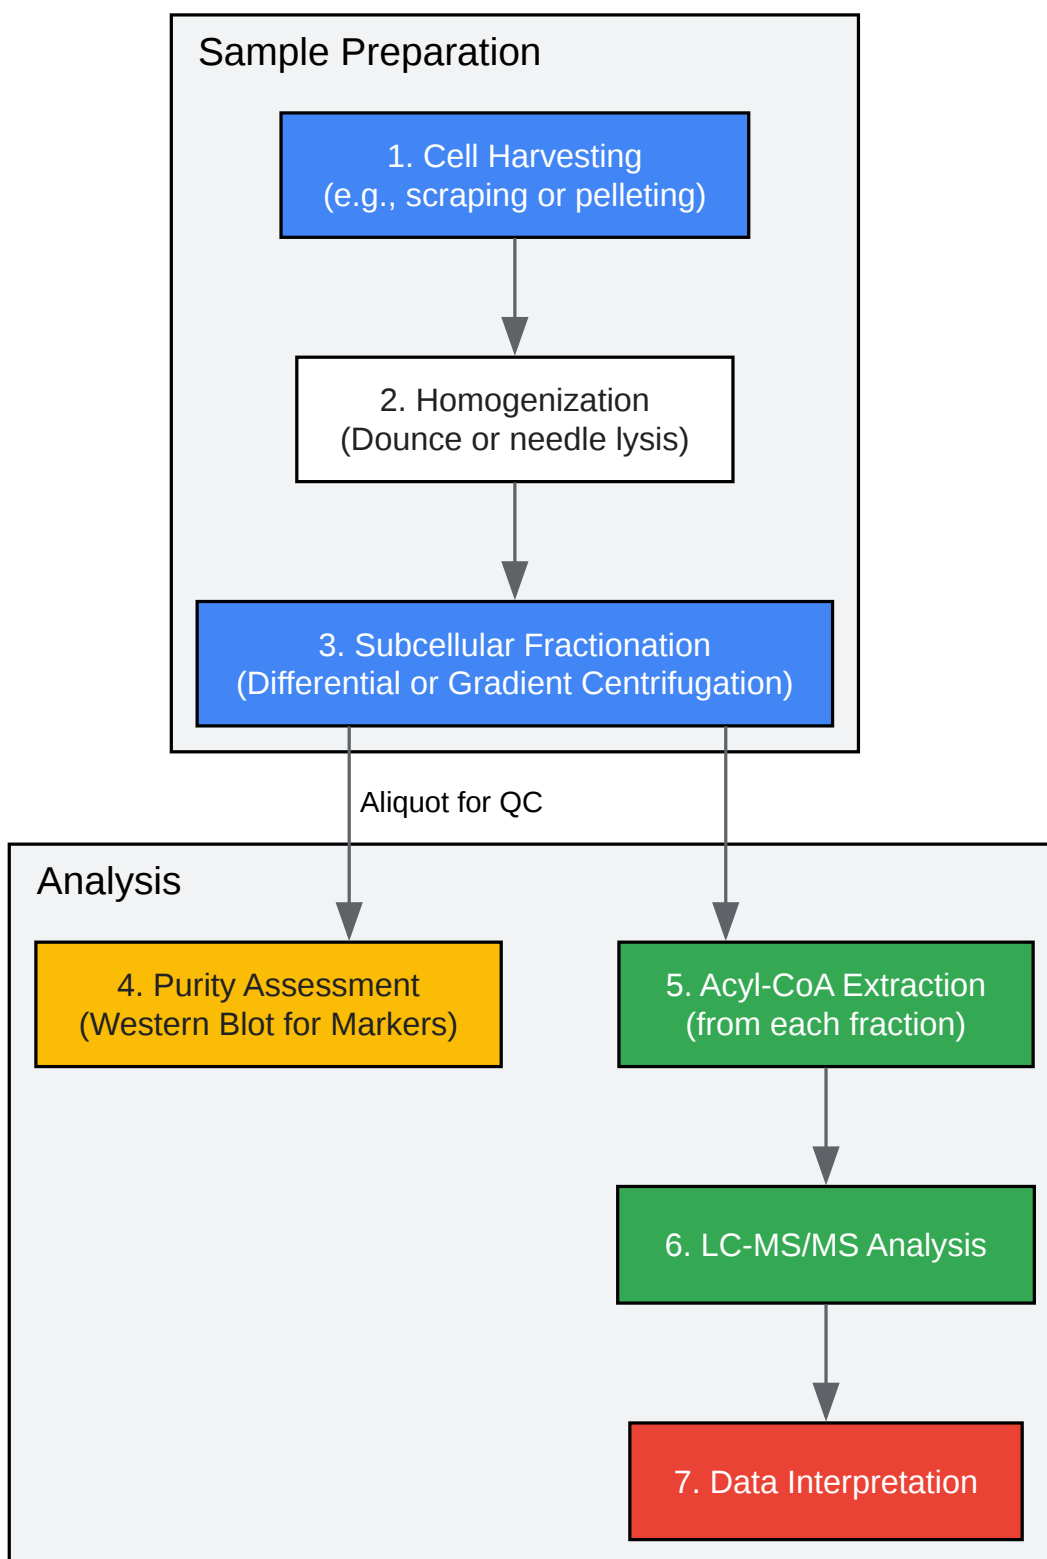 Sample Preparation
1. Cell Harvesting
(e.g., scraping or pelleting)
2. Homogenization
(Dounce or needle lysis)
3. Subcellular Fractionation
(Differential or Gradient Centrifugation)
Aliquot for QC
Analysis
4. Purity Assessment
(Western Blot for Markers)
5. Acyl-CoA Extraction
(from each fraction)
6. LC-MS/MS Analysis
7. Data Interpretation